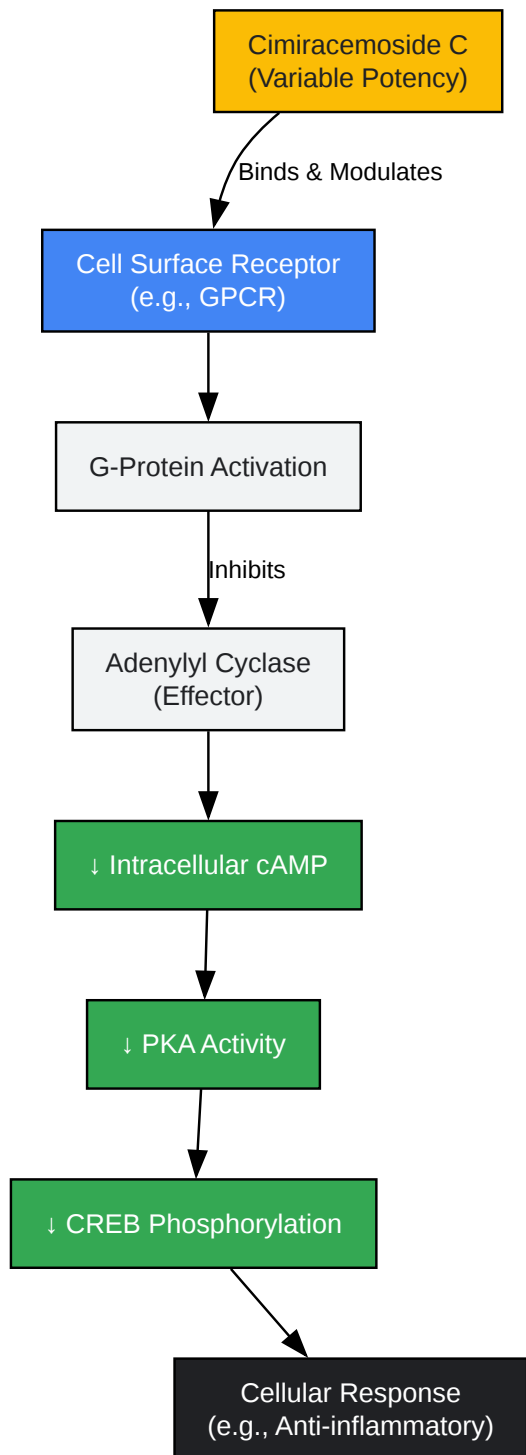 Cimiracemoside C
(Variable Potency)
Binds & Modulates
Cell Surface Receptor
(e.g., GPCR)
G-Protein Activation
Inhibits
Adenylyl Cyclase
(Effector)
↓ Intracellular cAMP
↓ PKA Activity
↓ CREB Phosphorylation
Cellular Response
(e.g., Anti-inflammatory)